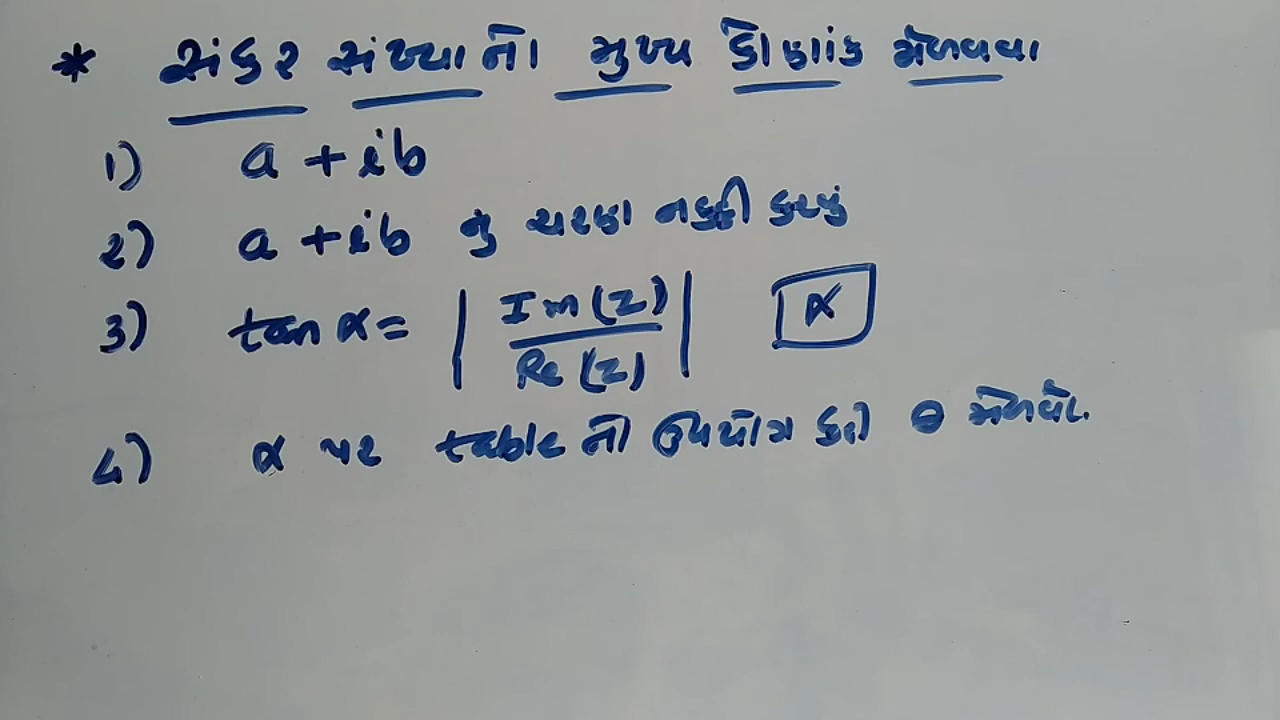 * સંકર સંખ્યાનો મુખ્ય કોણાંક મેળવવા
1) a + ib
2) a + ib નું ચરણ નક્કી કરવું
3) tan α = | Im(z) / Re(z) | α
4) α પર table નો ઉપયોગ કરી θ મેળવો.